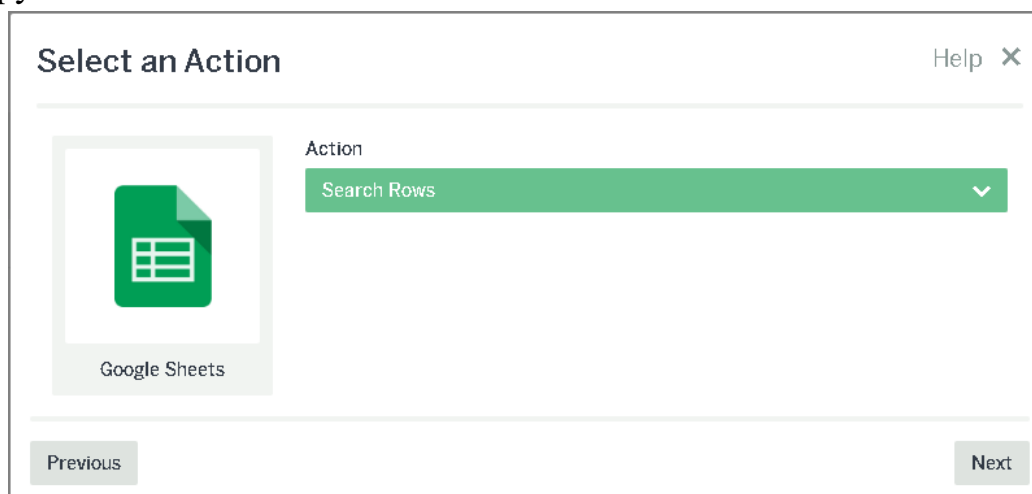 Select an Action
Help
Action
Search Rows
Google Sheets
Previous
Next